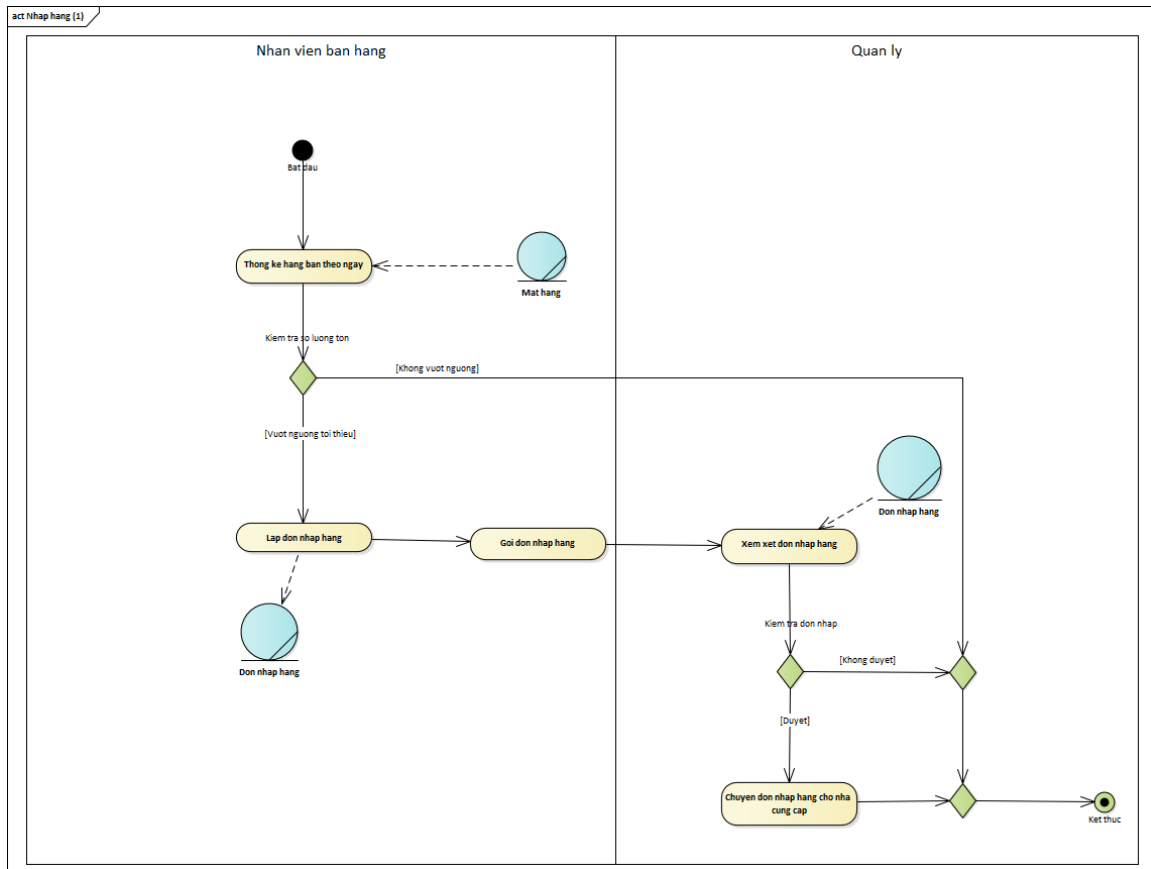 act Nhap hang (1)
Nhan vien ban hang
Quan ly
Bat dau
Thong ke hang ban theo ngay
Mat hang
Kiem tra so luong ton
[Khong vuot nguong]
[Vuot nguong toi thieu]
Don nhap hang
Lap don nhap hang
Goi don nhap hang
Xem xet don nhap hang
Kiem tra don nhap
Don nhap hang
[Khong duyet]
[Duyet]
Chuyen don nhap hang cho nha
cung cap
Ket thuc